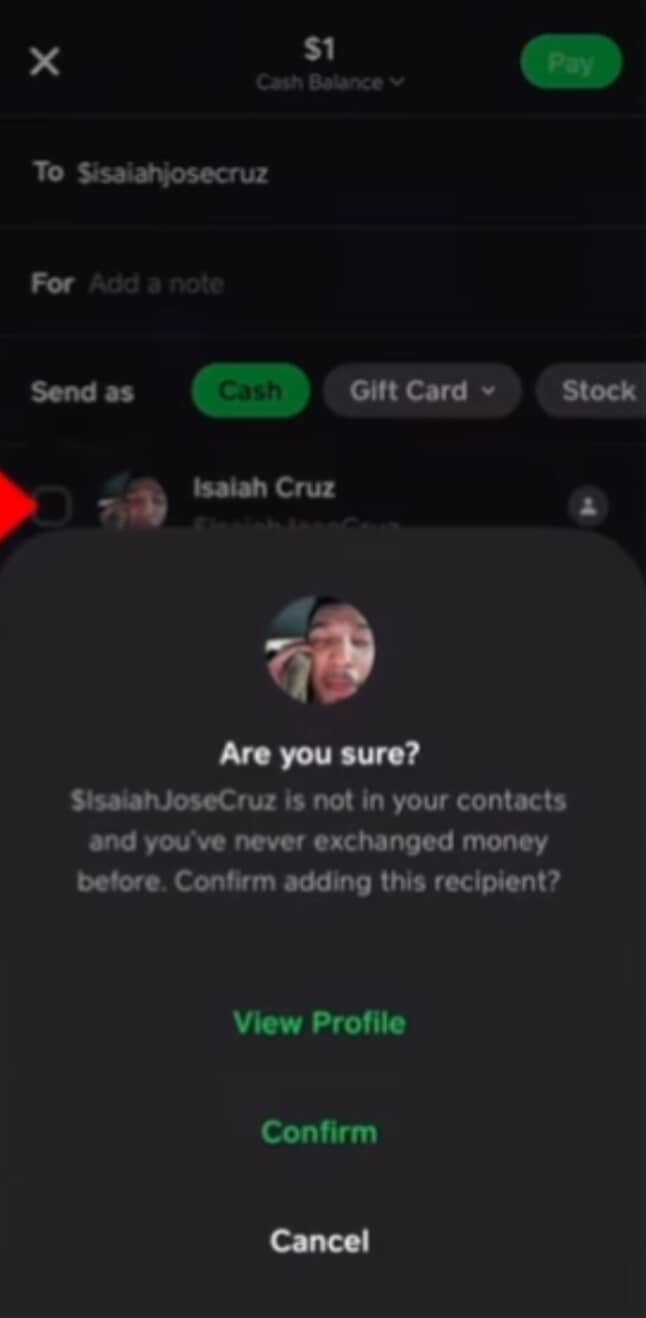 $1
Cash Balance
Pay
To $isaiahjosecruz
For Add a note
Send as Cash Gift Card Stock
Isaiah Cruz
Are you sure?
$IsaiahJoseCruz is not in your contacts
and you've never exchanged money
before. Confirm adding this recipient?
View Profile
Confirm
Cancel